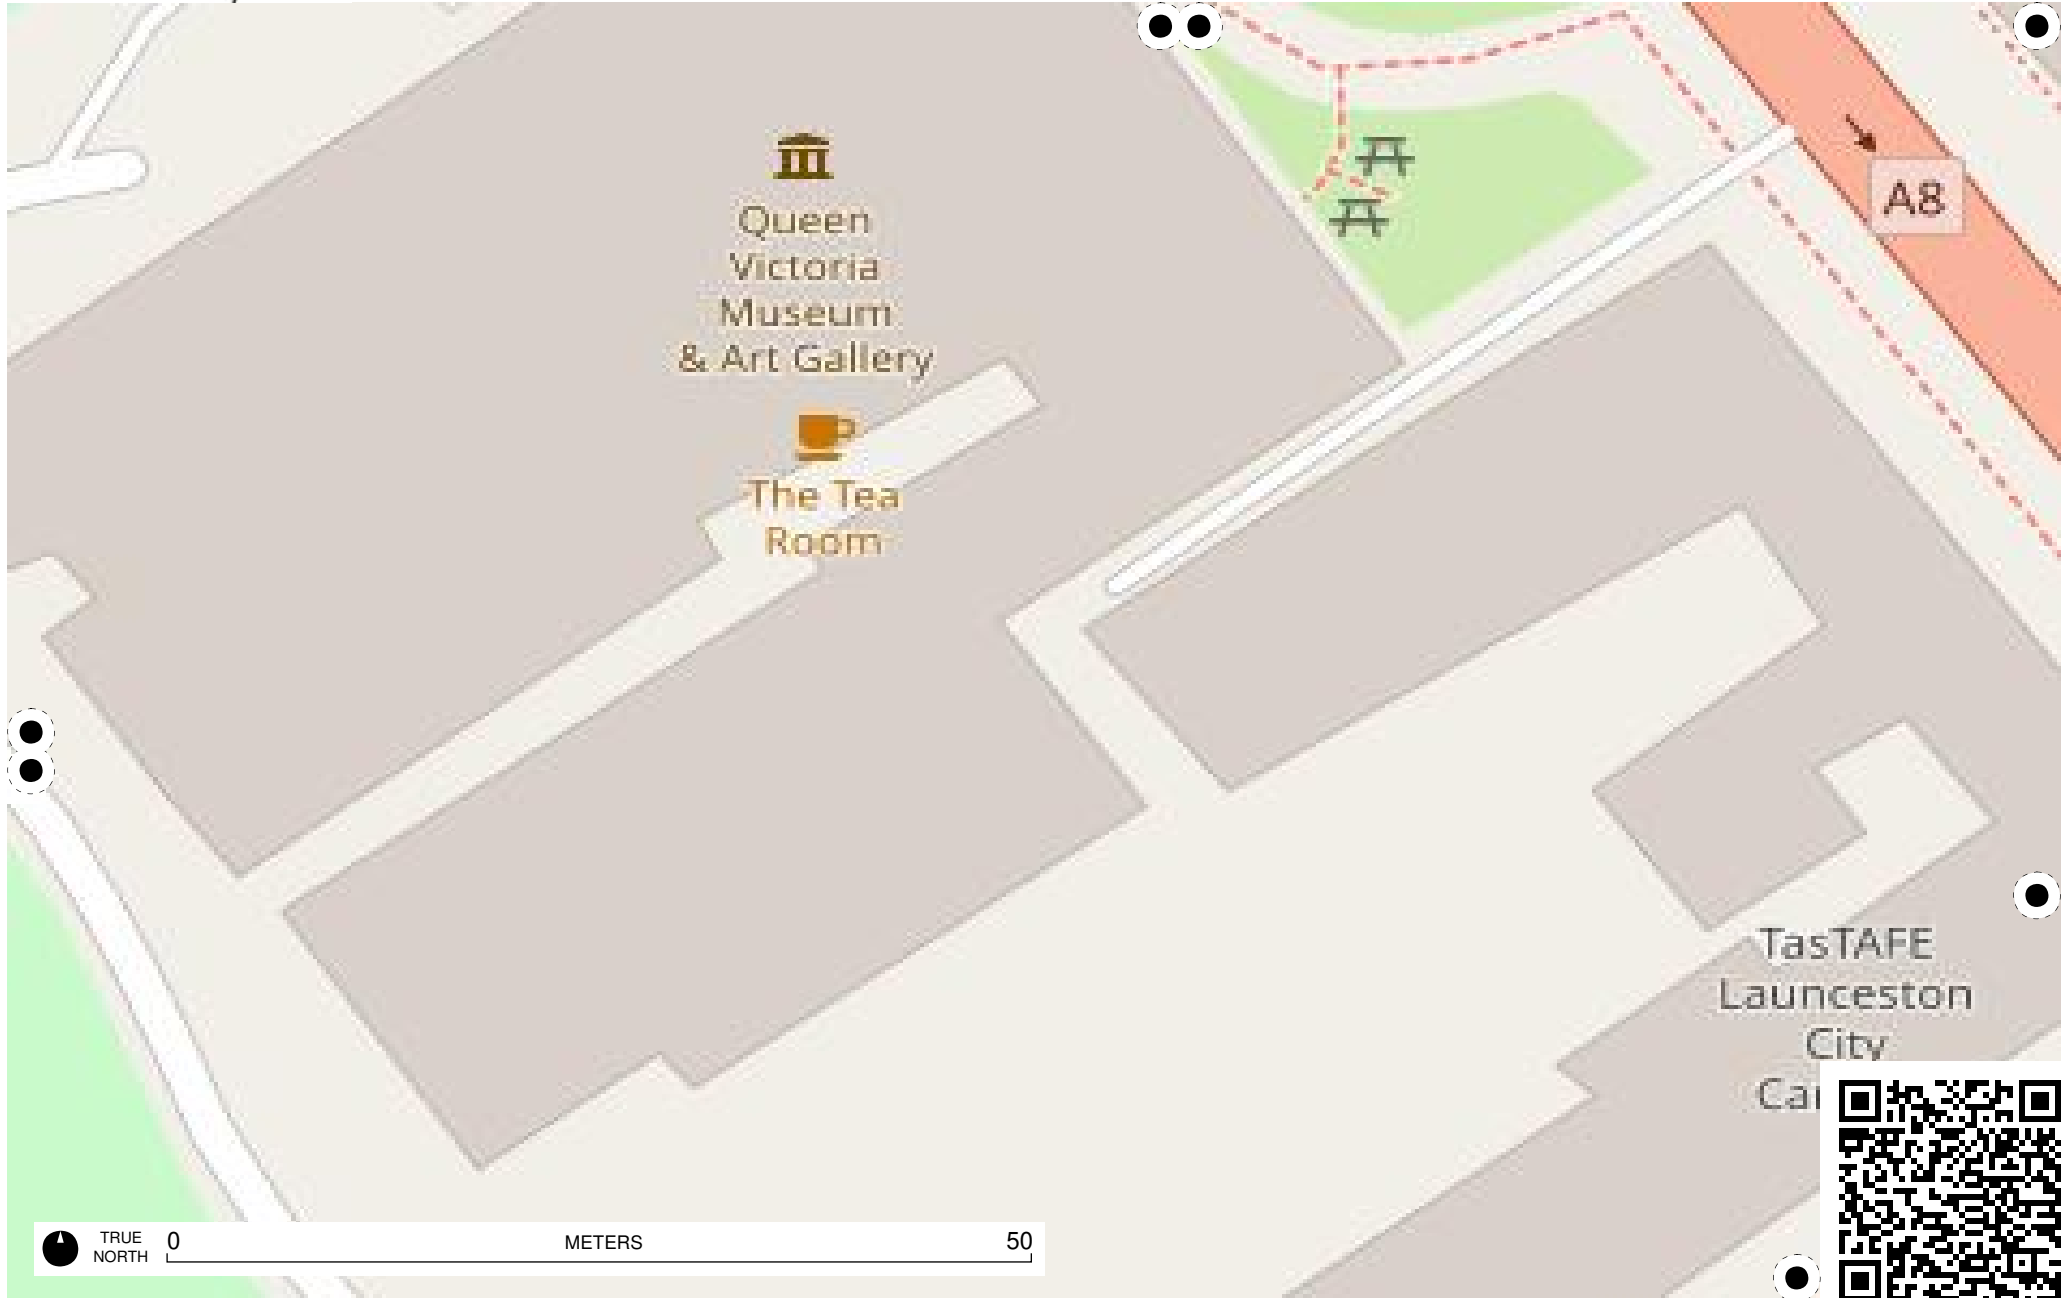 Queen
Victoria
Museum
& Art Gallery
A8
The Tea
Room
TasTAFE
Launceston
City
TRUE
NORTH
0
METERS
50